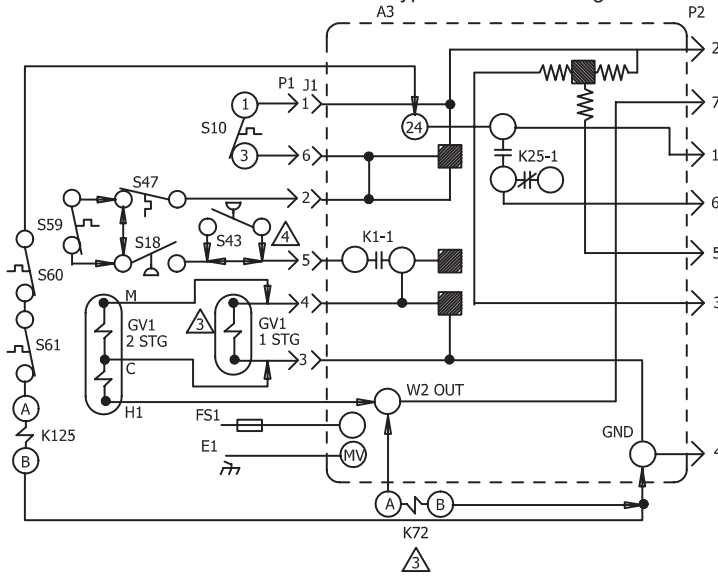 A3
P2
2
P1 J1
1
1
7
S10
24
1
3
6
K25-1
S47
2
6
S59
S18
S43
4
5
K1-1
5
S60
M
4
3
GV1
2 STG
3
GV1
1 STG
S61
C
3
H1
W2 OUT
A
FS1
GND
K125
E1
MV
4
B
A
B
K72
3